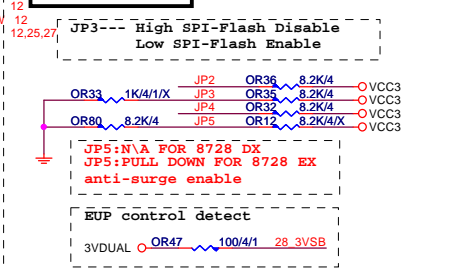 12
12
12,25,27
JP3--- High SPI-Flash Disable
Low SPI-Flash Enable
JP2 OR36 8.2K/4 VCC3
OR33 1K/4/1/X JP3 OR35 8.2K/4 VCC3
JP4 OR32 8.2K/4 VCC3
OR80 8.2K/4 JP5 OR12 8.2K/4/X VCC3
JP5:N\A FOR 8728 DX
JP5:PULL DOWN FOR 8728 EX
anti-surge enable
EUP control detect
3VDUAL OR47 100/4/1 28_3VSB